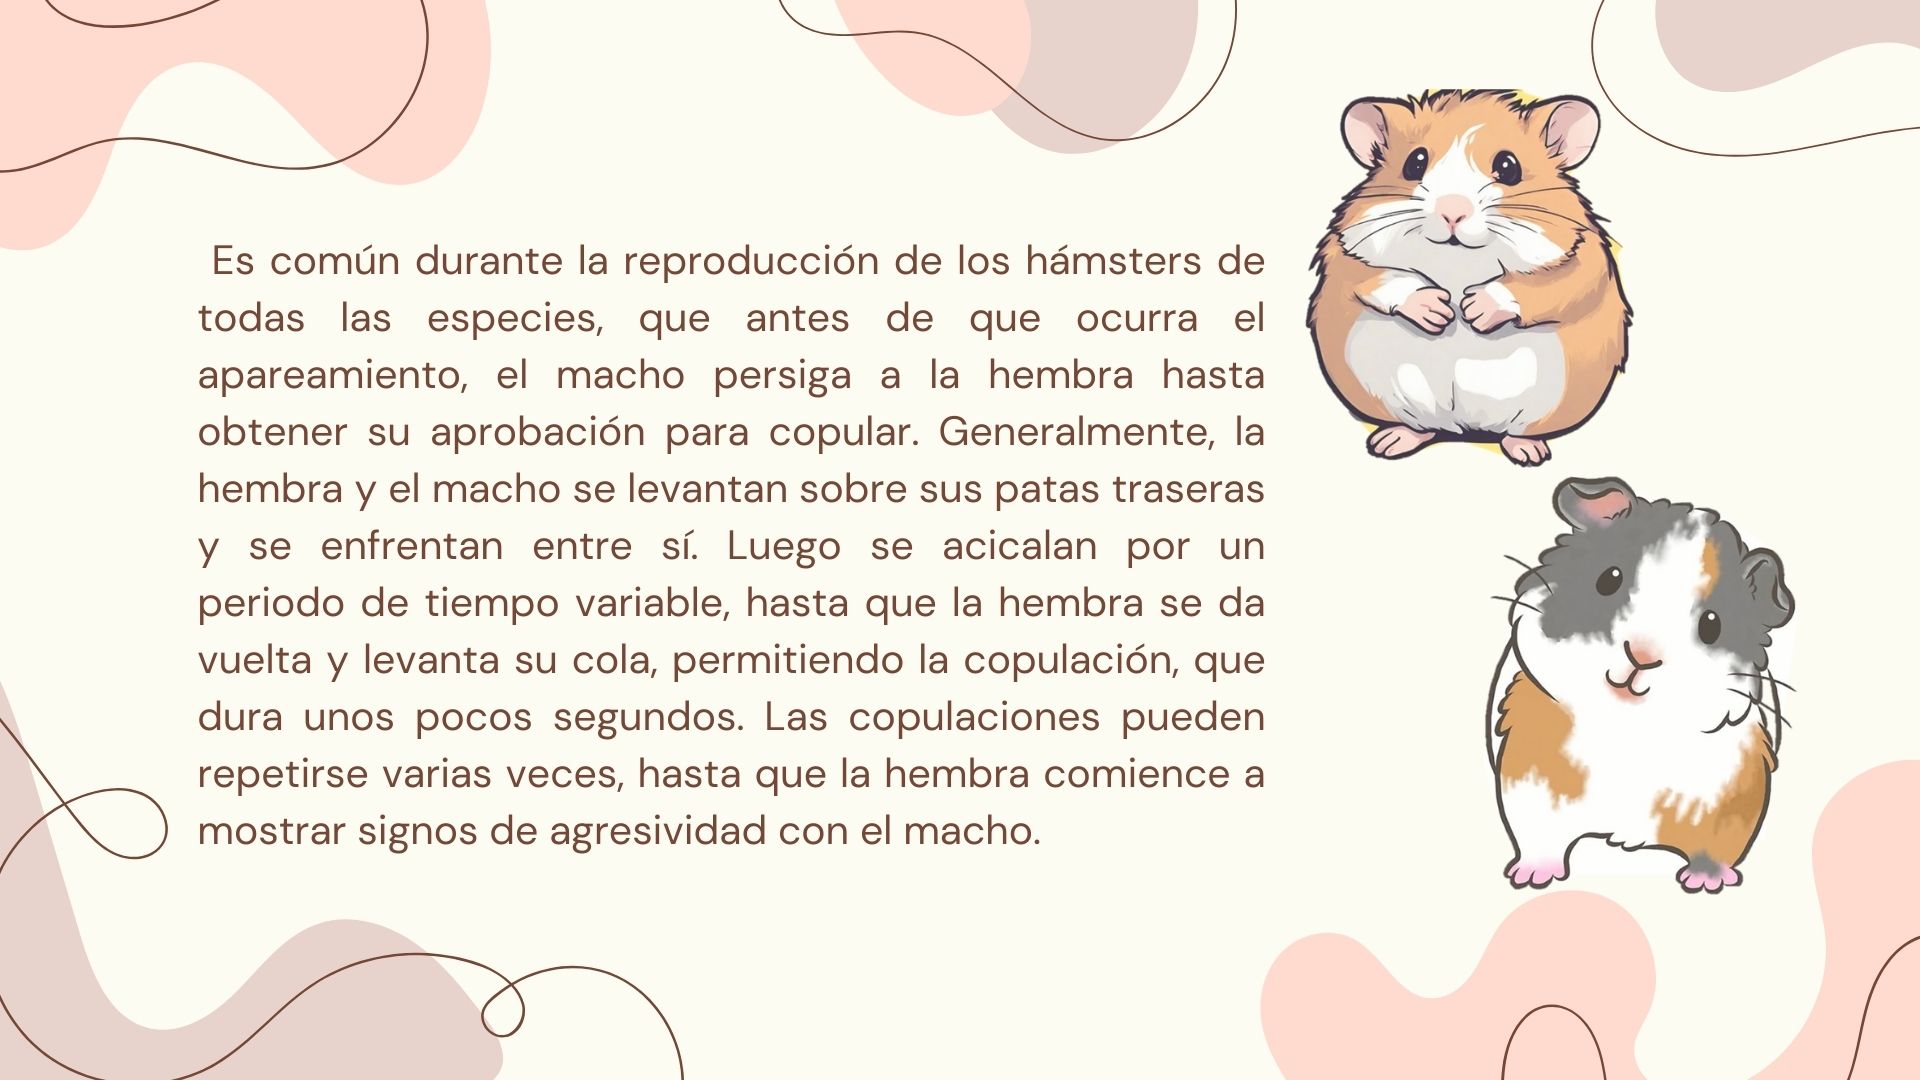 Es común durante la reproducción de los hámsters de
todas las especies, que antes de que ocurra el
apareamiento, el macho persiga a la hembra hasta
obtener su aprobación para copular. Generalmente, la
hembra y el macho se levantan sobre sus patas traseras
y se enfrentan entre sí. Luego se acicalan por un
periodo de tiempo variable, hasta que la hembra se da
vuelta y levanta su cola, permitiendo la copulación, que
dura unos pocos segundos. Las copulaciones pueden
repetirse varias veces, hasta que la hembra comience a
mostrar signos de agresividad con el macho.